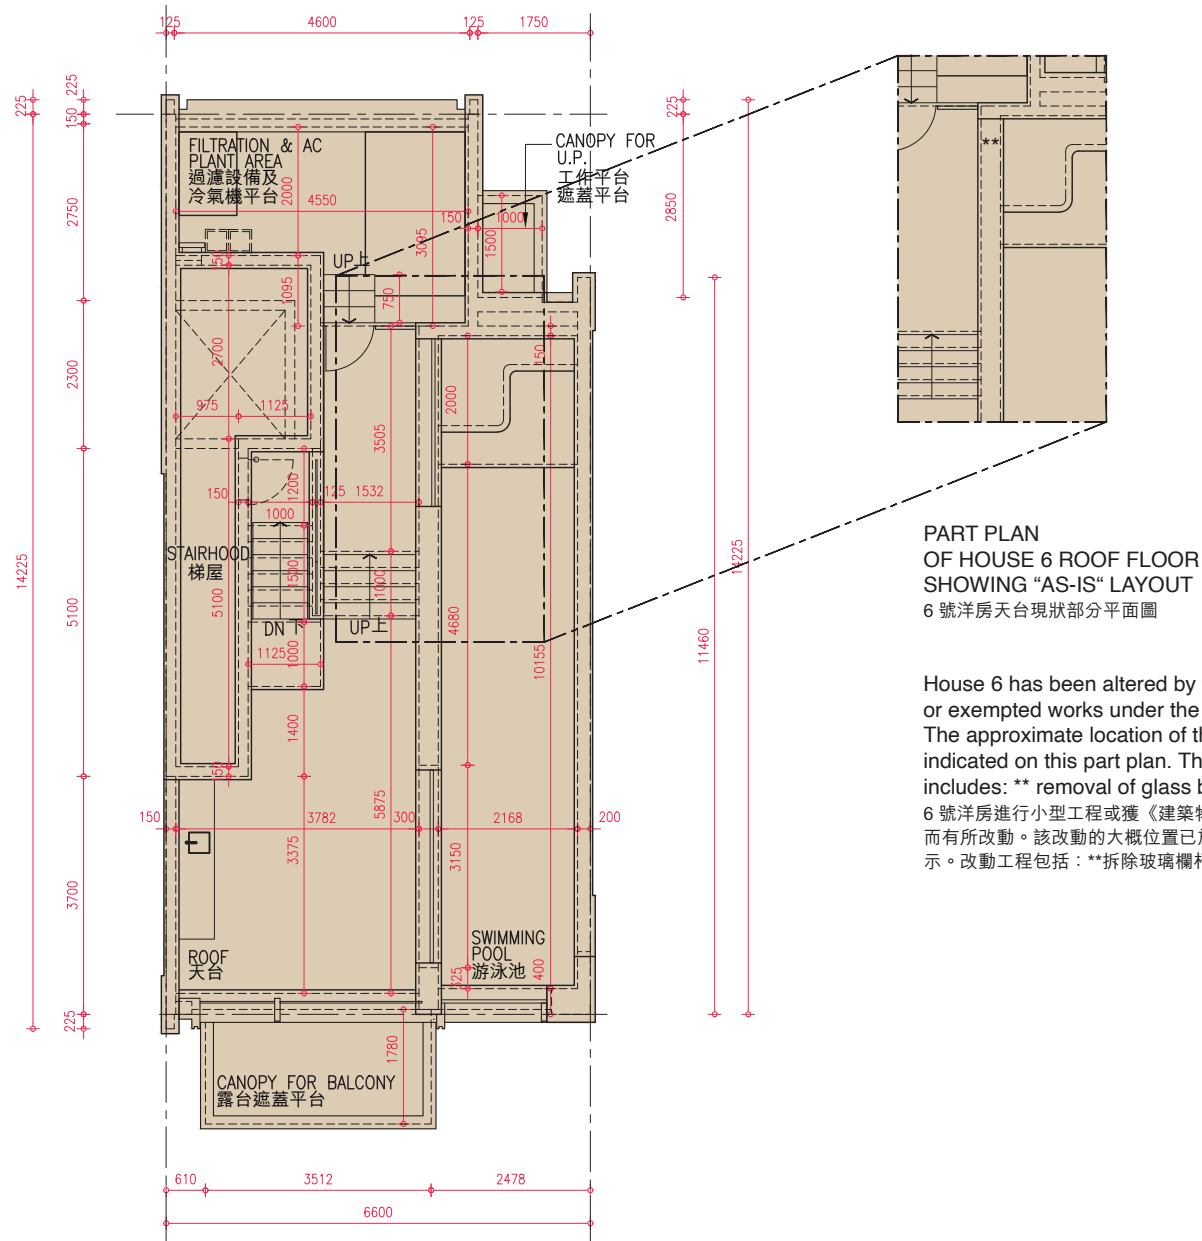 125
4600
125
1750
225
225
150
2750
2300
5100
3700
225
14225
FILTRATION & AC
PLANT AREA
過濾設備及
冷氣機平台
2000
4550
CANOPY FOR
U.P.
工作平台
遮蓋平台
150
1000
3095
1500
UP上
150
1095
750
2700
975
1125
3505
150
2000
150
1200
125
1532
1000
STAIRHOOD
梯屋
1500
1000
5100
DN下
UP上
4680
10155
1125
1000
1400
150
150
3782
300
2168
200
5875
3375
3150
ROOF
天台
SWIMMING
POOL
游泳池
400
1780
CANOPY FOR BALCONY
露台遮蓋平台
610
3512
2478
6600
225
2850
14225
11460
**
PART PLAN
OF HOUSE 6 ROOF FLOOR
SHOWING “AS-IS“ LAYOUT
6 號洋房天台現狀部分平面圖
House 6 has been altered by
or exempted works under the
The approximate location of th
indicated on this part plan. Th
includes: ** removal of glass b
6 號洋房進行小型工程或獲《建築物
而有所改動。該改動的大概位置已於
示。改動工程包括：**拆除玻璃欄杆